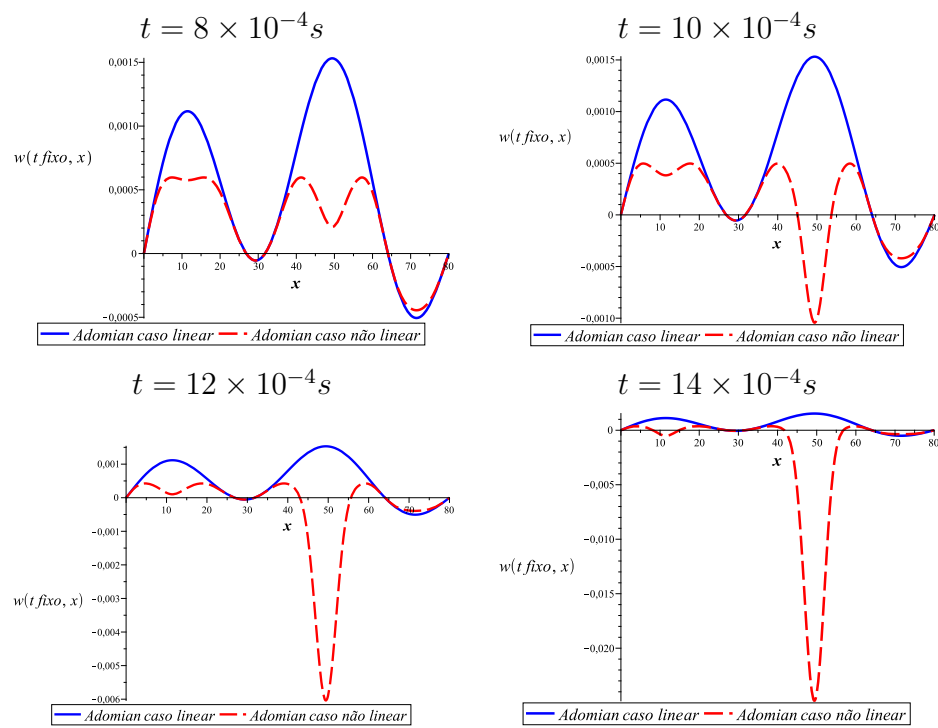 t = 8 × 10⁻⁴s
0,0015
0,0010
w(t fixo, x)
0,0005
0
10 20 30 40 50 60 70 80
x
−0,0005
Adomian caso linear Adomian caso não linear
t = 10 × 10⁻⁴s
0,0015
0,0010
w(t fixo, x)
0,0005
0
10 20 30 40 50 60 70 80
x
−0,0005
−0,0010
Adomian caso linear Adomian caso não linear
t = 12 × 10⁻⁴s
0,001
0
10 20 30 40 50 60 70 80
x
−0,001
−0,002
−0,003
w(t fixo, x)
−0,004
−0,005
−0,006
Adomian caso linear Adomian caso não linear
t = 14 × 10⁻⁴s
0
10 20 30 40 50 60 70 80
x
−0,005
−0,010
w(t fixo, x)
−0,015
−0,020
Adomian caso linear Adomian caso não linear